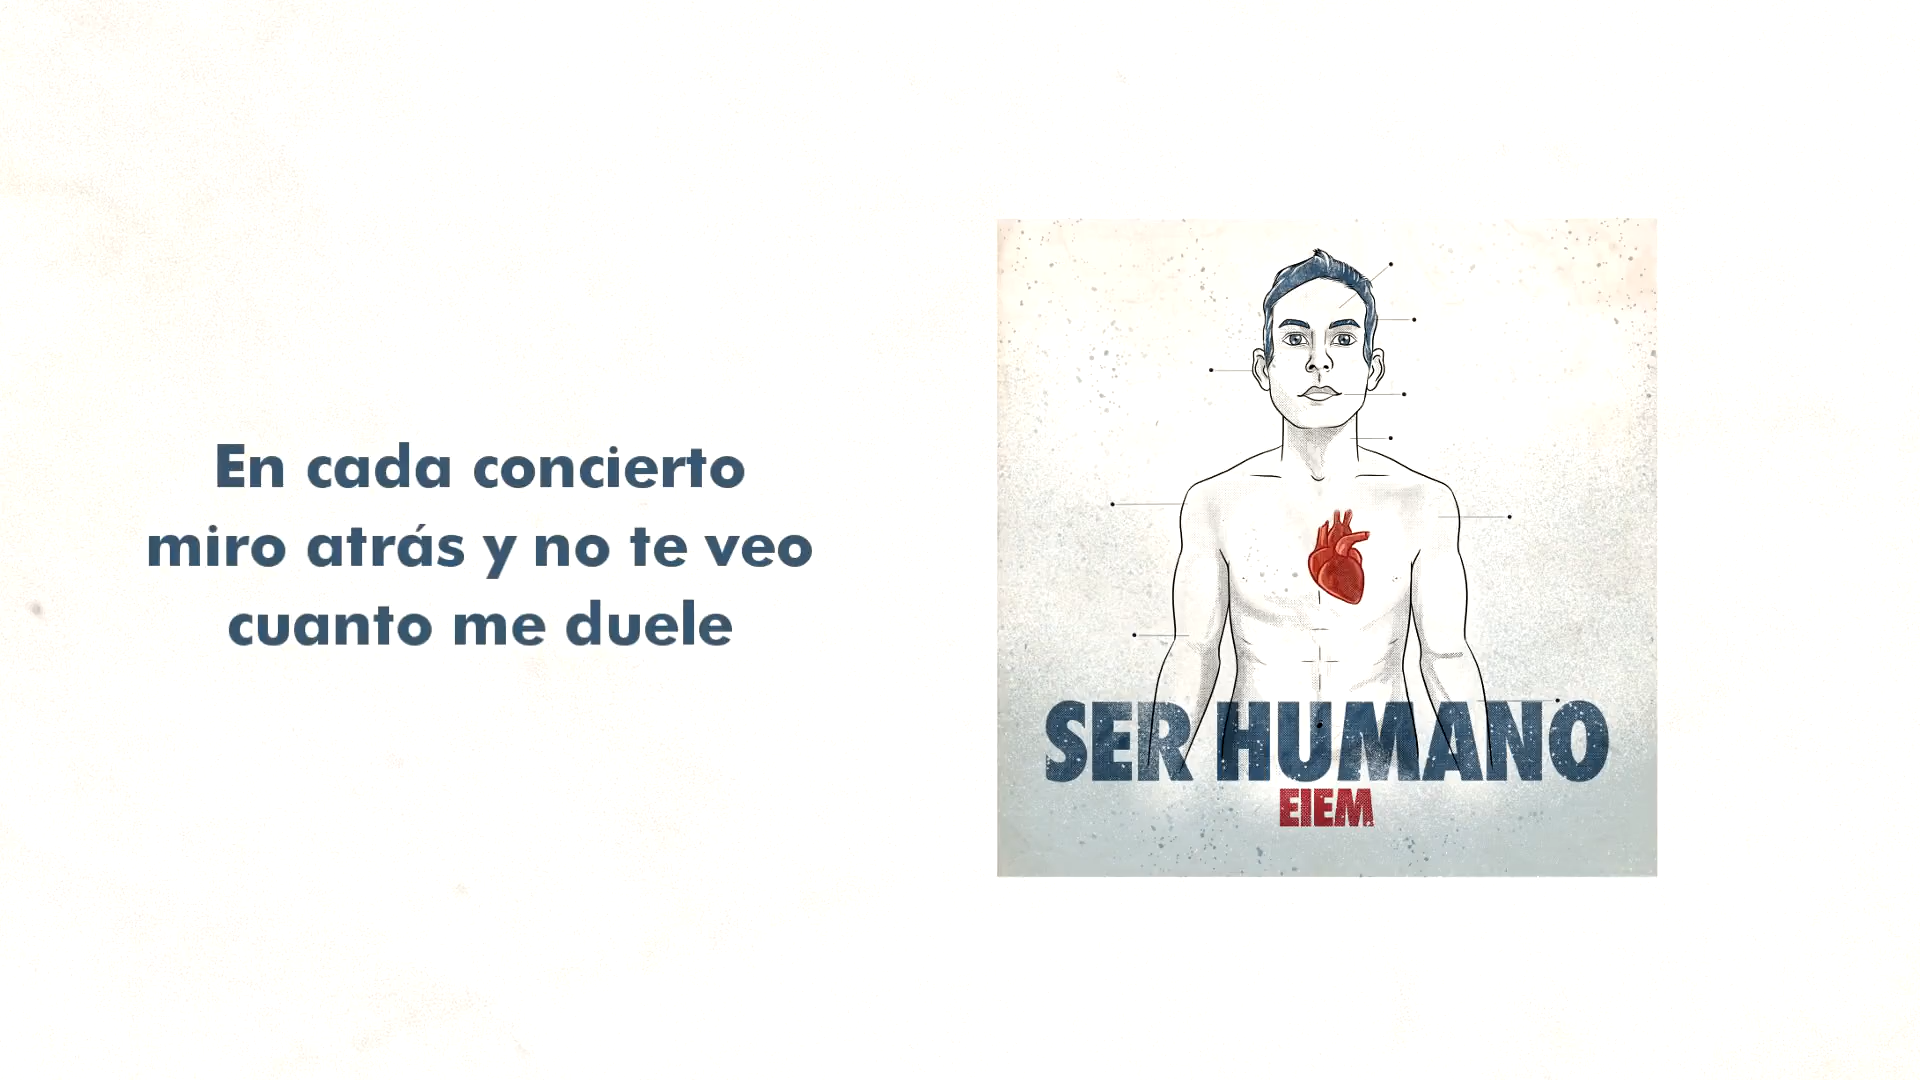 En cada concierto
miro atrás y no te veo
cuanto me duele
SER HUMANO
EIEM